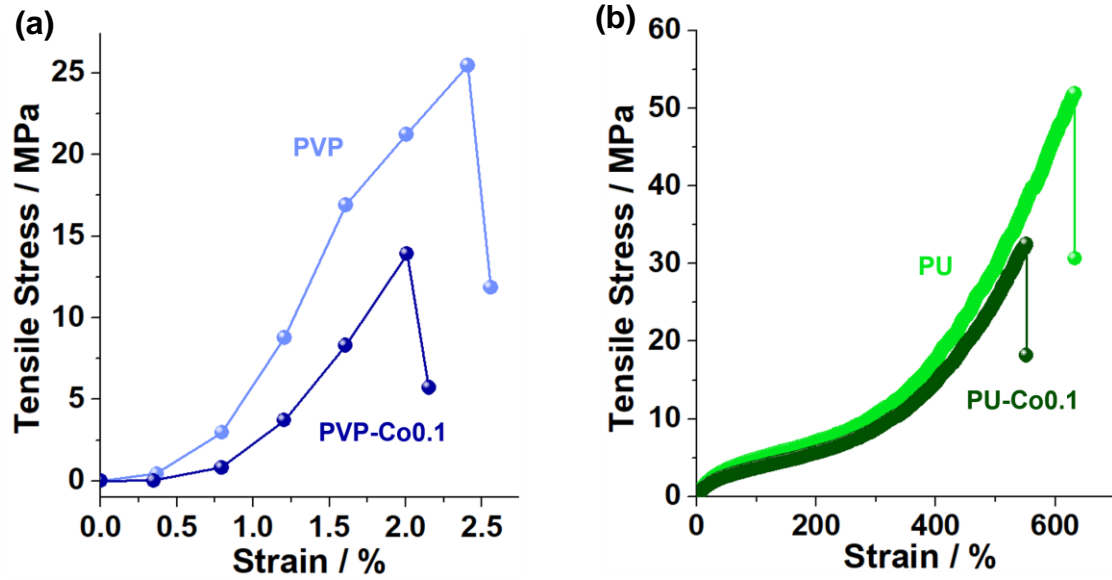 (a)
Tensile Stress / MPa
25
20
15
10
5
0
PVP
PVP-Co0.1
0.0 0.5 1.0 1.5 2.0 2.5
Strain / %
(b)
Tensile Stress / MPa
60
50
40
30
20
10
0
PU
PU-Co0.1
0 200 400 600
Strain / %